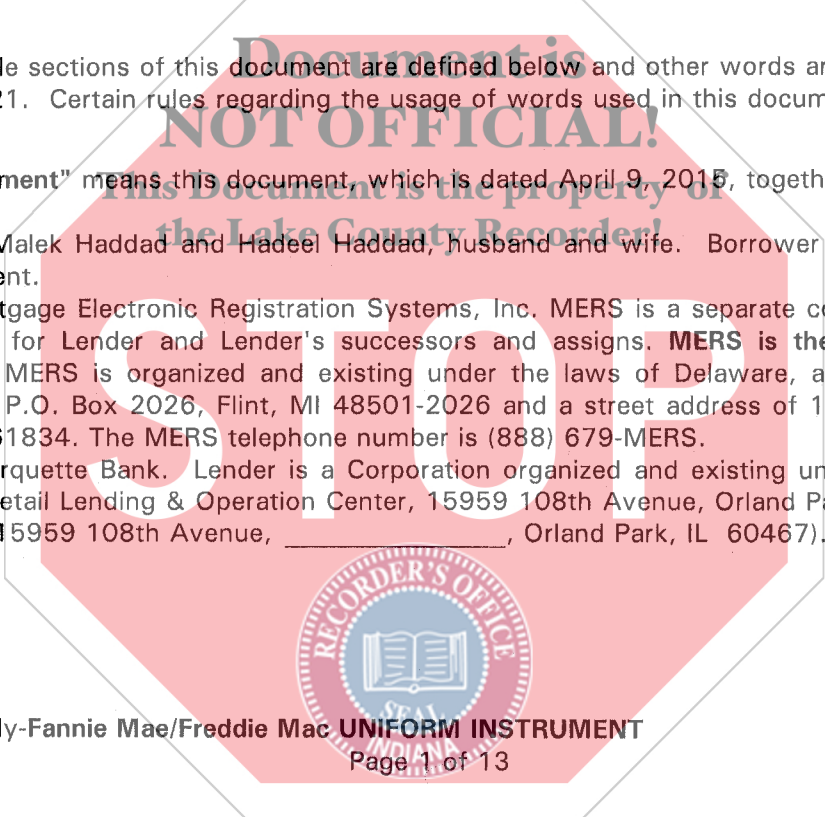 Document is
le sections of this document are defined below and other words ar
21. Certain rules regarding the usage of words used in this docum
NOT OFFICIAL!
ment" means this document, which is dated April 9, 2015, togeth
This Document is the property of
the Lake County Recorder!
Malek Haddad and Hadeel Haddad, husband and wife. Borrower
ent.
tgage Electronic Registration Systems, Inc. MERS is a separate co
for Lender and Lender's successors and assigns. MERS is the
MERS is organized and existing under the laws of Delaware, a
P.O. Box 2026, Flint, MI 48501-2026 and a street address of 1
61834. The MERS telephone number is (888) 679-MERS.
STOP
rquette Bank. Lender is a Corporation organized and existing un
etail Lending & Operation Center, 15959 108th Avenue, Orland Pa
15959 108th Avenue, ________________, Orland Park, IL 60467).
RECORDER'S OFFICE
SEAL
INDIANA
ly-Fannie Mae/Freddie Mac UNIFORM INSTRUMENT
Page 1 of 13